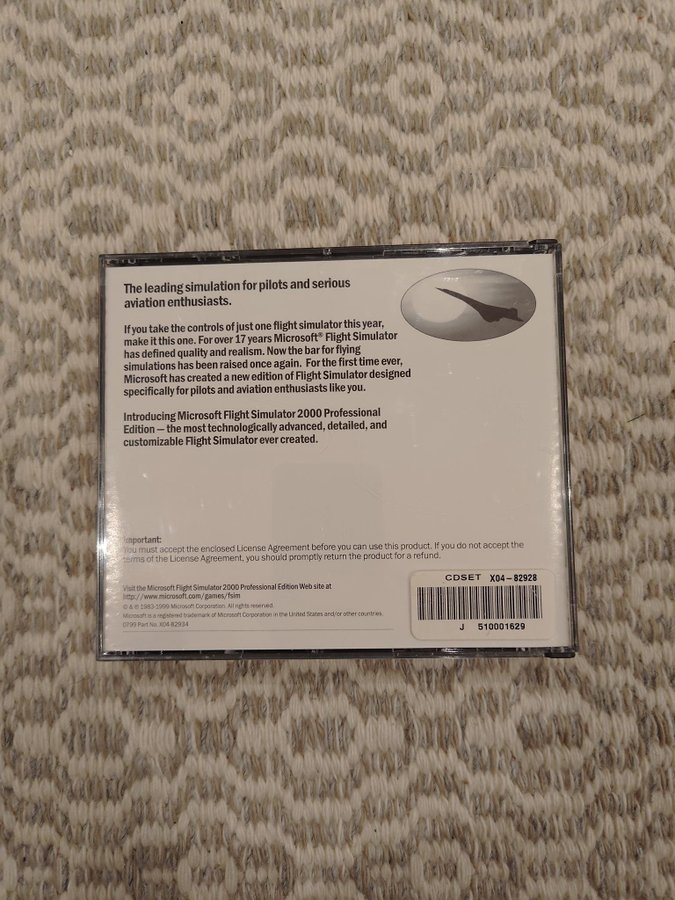 The leading simulation for pilots and serious
aviation enthusiasts.
If you take the controls of just one flight simulator this year,
make it this one. For over 17 years Microsoft® Flight Simulator
has defined quality and realism. Now the bar for flying
simulations has been raised once again. For the first time ever,
Microsoft has created a new edition of Flight Simulator designed
specifically for pilots and aviation enthusiasts like you.
Introducing Microsoft Flight Simulator 2000 Professional
Edition — the most technologically advanced, detailed, and
customizable Flight Simulator ever created.
Important:
You must accept the enclosed License Agreement before you can use this product. If you do not accept the
terms of the License Agreement, you should promptly return the product for a refund.
Visit the Microsoft Flight Simulator 2000 Professional Edition Web site at
http://www.microsoft.com/games/fsim
© & ℗ 1983-1999 Microsoft Corporation. All rights reserved.
Microsoft is a registered trademark of Microsoft Corporation in the United States and/or other countries.
0799 Part No. X04-82934
CDSET X04-82928
J 510001629